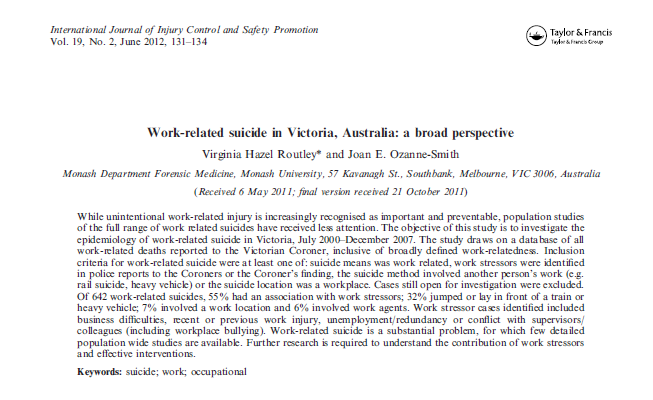 International Journal of Injury Control and Safety Promotion
Vol. 19, No. 2, June 2012, 131–134
Taylor & Francis
Taylor & Francis Group
Work-related suicide in Victoria, Australia: a broad perspective
Virginia Hazel Routley* and Joan E. Ozanne-Smith
Monash Department Forensic Medicine, Monash University, 57 Kavanagh St., Southbank, Melbourne, VIC 3006, Australia
(Received 6 May 2011; final version received 21 October 2011)
While unintentional work-related injury is increasingly recognised as important and preventable, population studies
of the full range of work related suicides have received less attention. The objective of this study is to investigate the
epidemiology of work-related suicide in Victoria, July 2000–December 2007. The study draws on a database of all
work-related deaths reported to the Victorian Coroner, inclusive of broadly defined work-relatedness. Inclusion
criteria for work-related suicide were at least one of: suicide means was work related, work stressors were identified
in police reports to the Coroners or the Coroner's finding, the suicide method involved another person's work (e.g.
rail suicide, heavy vehicle) or the suicide location was a workplace. Cases still open for investigation were excluded.
Of 642 work-related suicides, 55% had an association with work stressors; 32% jumped or lay in front of a train or
heavy vehicle; 7% involved a work location and 6% involved work agents. Work stressor cases identified included
business difficulties, recent or previous work injury, unemployment/redundancy or conflict with supervisors/
colleagues (including workplace bullying). Work-related suicide is a substantial problem, for which few detailed
population wide studies are available. Further research is required to understand the contribution of work stressors
and effective interventions.
Keywords: suicide; work; occupational